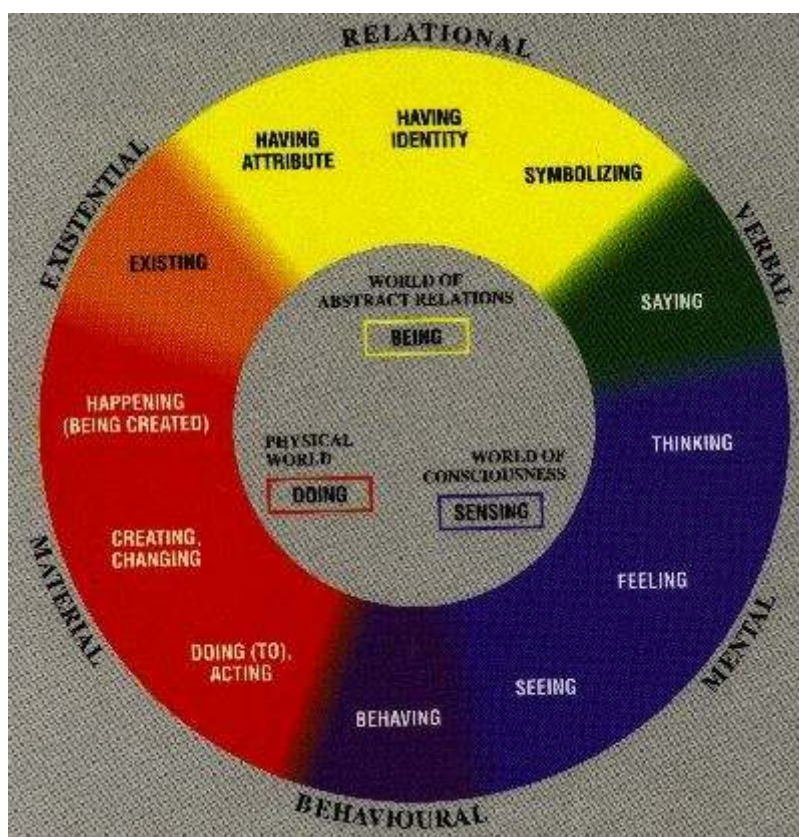 RELATIONAL
HAVING
ATTRIBUTE
HAVING
IDENTITY
SYMBOLIZING
EXISTENTIAL
EXISTING
VERBAL
SAYING
WORLD OF
ABSTRACT RELATIONS
BEING
HAPPENING
(BEING CREATED)
PHYSICAL
WORLD
DOING
WORLD OF
CONSCIOUSNESS
SENSING
THINKING
CREATING,
CHANGING
FEELING
MATERIAL
DOING (TO),
ACTING
SEEING
MENTAL
BEHAVING
BEHAVIOURAL